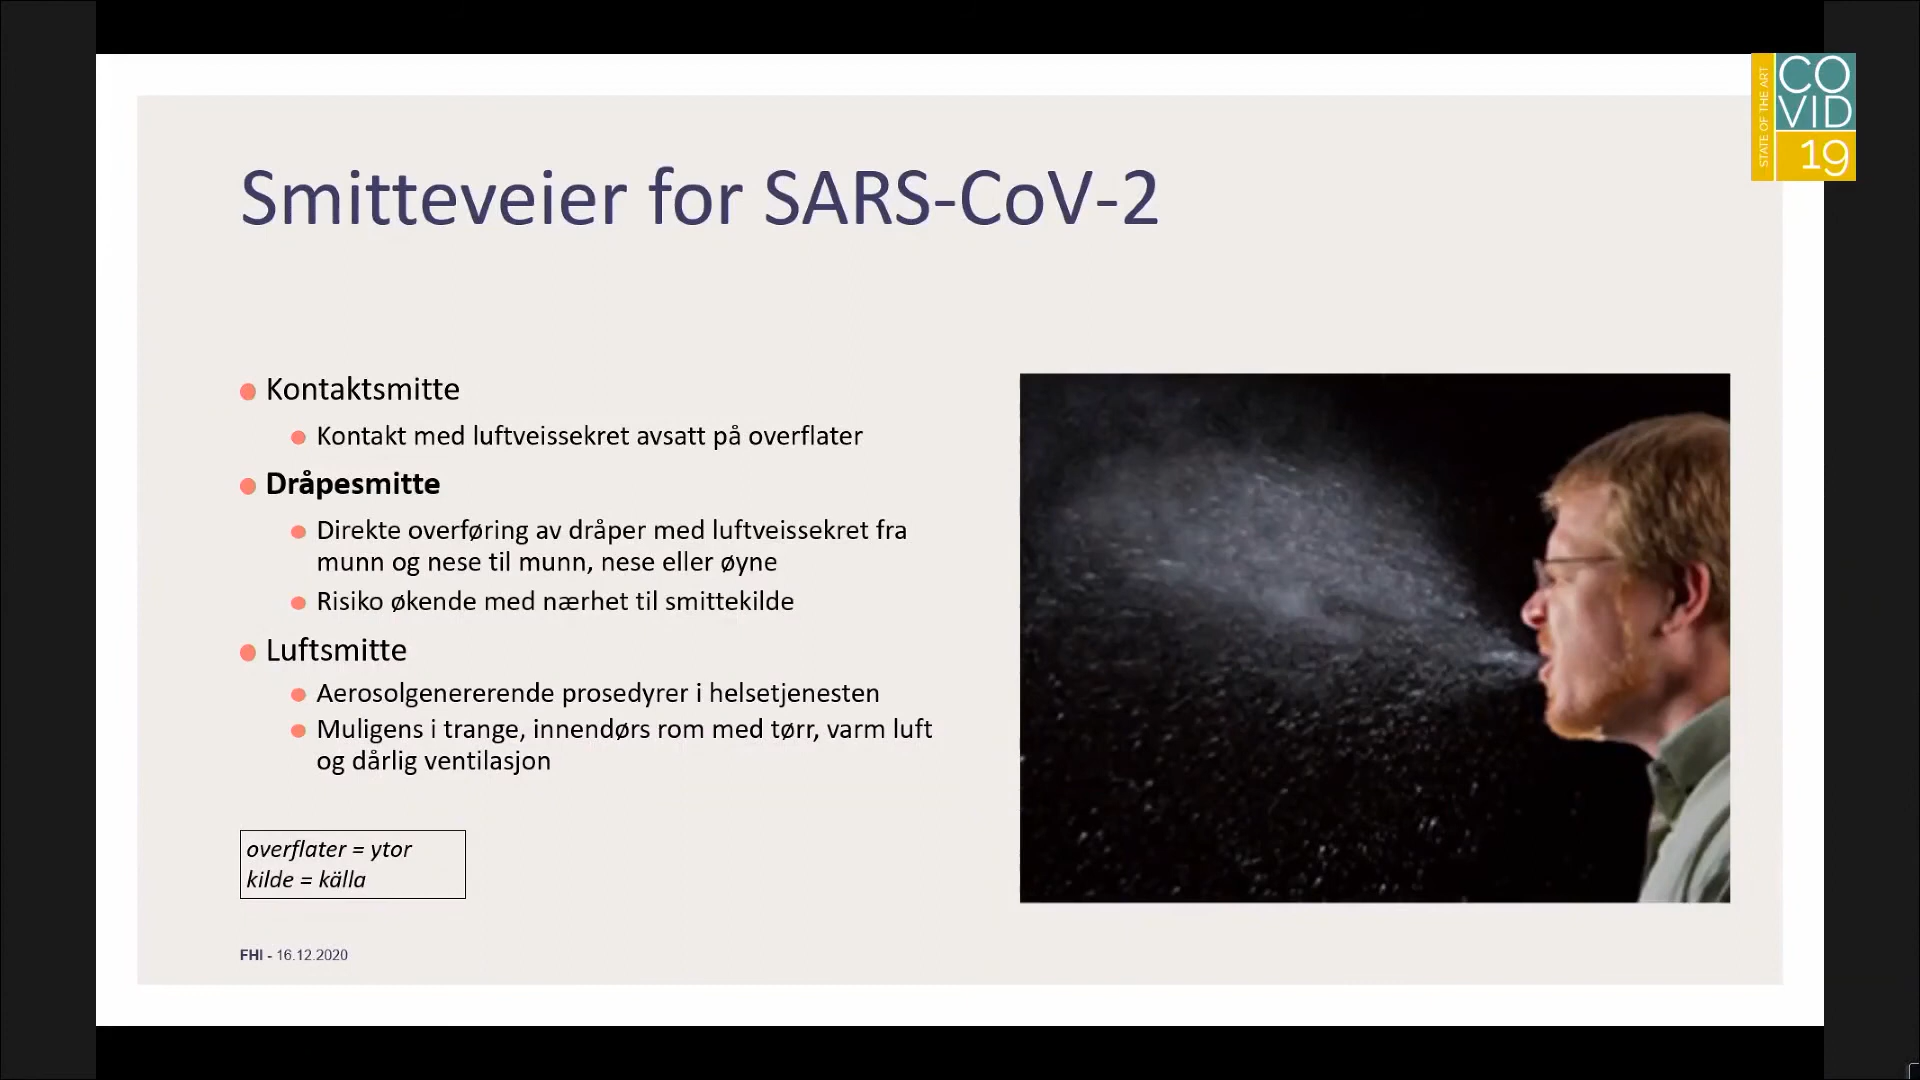 STATE OF THE ART
CO
VID
19
Smitteveier for SARS-CoV-2
Kontaktsmitte
Kontakt med luftveissekret avsatt på overflater
Dråpesmitte
Direkte overføring av dråper med luftveissekret fra
munn og nese til munn, nese eller øyne
Risiko økende med nærhet til smittekilde
Luftsmitte
Aerosolgenererende prosedyrer i helsetjenesten
Muligens i trange, innendørs rom med tørr, varm luft
og dårlig ventilasjon
overflater = ytor
kilde = källa
FHI - 16.12.2020